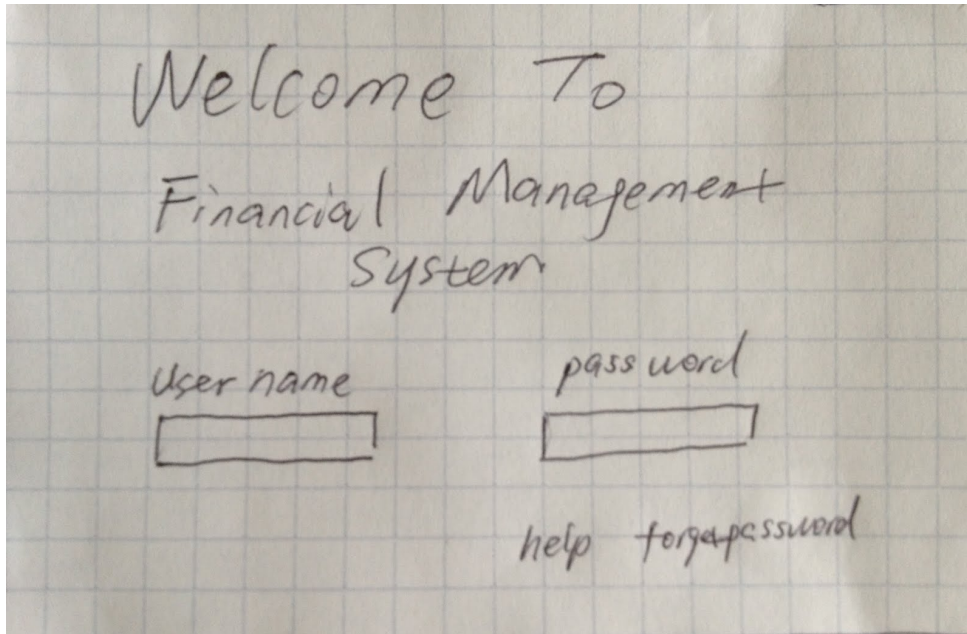 Welcome To
Financial Management
System
User name password
help forgetpassword